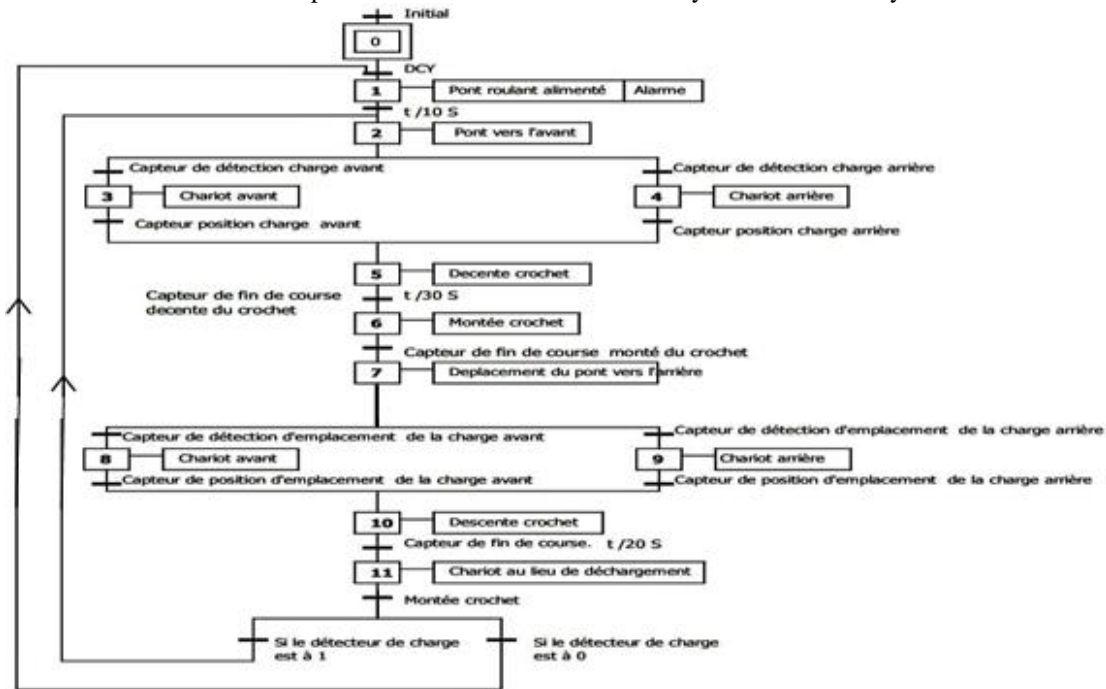 Initial
0
DCY
1 Pont roulant alimenté Alarme
t /10 S
2 Pont vers l'avant
Capteur de détection charge avant Capteur de détection charge arrière
3 Chariot avant 4 Chariot arrière
Capteur position charge avant Capteur position charge arrière
5 Decente crochet
Capteur de fin de course t /30 S
decente du crochet
6 Montée crochet
Capteur de fin de course monté du crochet
7 Deplacement du pont vers l'arrière
Capteur de détection d'emplacement de la charge avant Capteur de détection d'emplacement de la charge arrière
8 Chariot avant 9 Chariot arrière
Capteur de position d'emplacement de la charge avant Capteur de position d'emplacement de la charge arrière
10 Descente crochet
Capteur de fin de course. t /20 S
11 Chariot au lieu de déchargement
Montée crochet
Si le détecteur de charge Si le détecteur de charge
est à 1 est à 0